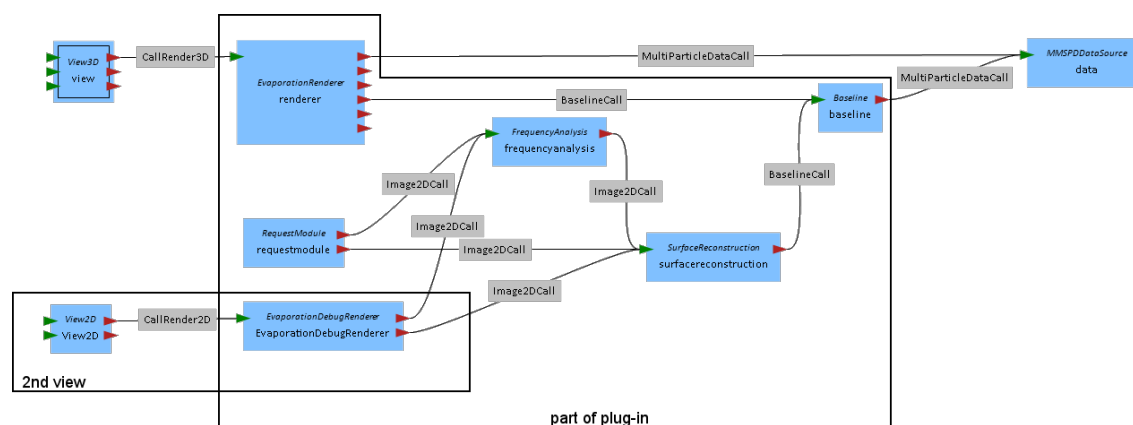 View3D
view
CallRender3D
EvaporationRenderer
renderer
MultiParticleDataCall
MMSPDDataSource
data
MultiParticleDataCall
BaselineCall
Baseline
baseline
FrequencyAnalysis
frequencyanalysis
Image2DCall
Image2DCall
BaselineCall
Image2DCall
RequestModule
requestmodule
Image2DCall
SurfaceReconstruction
surfacereconstruction
Image2DCall
View2D
View2D
CallRender2D
EvaporationDebugRenderer
EvaporationDebugRenderer
2nd view
part of plug-in